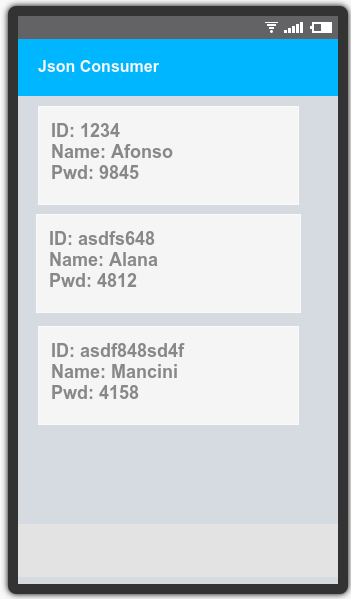 Json Consumer
ID: 1234
Name: Afonso
Pwd: 9845
ID: asdfs648
Name: Alana
Pwd: 4812
ID: asdf848sd4f
Name: Mancini
Pwd: 4158